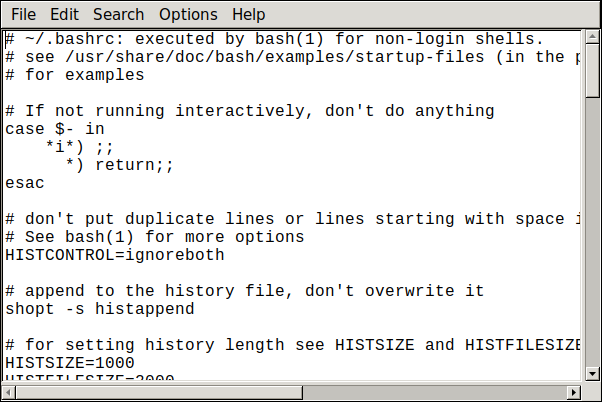 File Edit Search Options Help
# ~/.bashrc: executed by bash(1) for non-login shells.
# see /usr/share/doc/bash/examples/startup-files (in the p
# for examples

# If not running interactively, don't do anything
case $- in
    *i*) ;;
      *) return;;
esac

# don't put duplicate lines or lines starting with space i
# See bash(1) for more options
HISTCONTROL=ignoreboth

# append to the history file, don't overwrite it
shopt -s histappend

# for setting history length see HISTSIZE and HISTFILESIZE
HISTSIZE=1000
HISTFILESIZE=2000